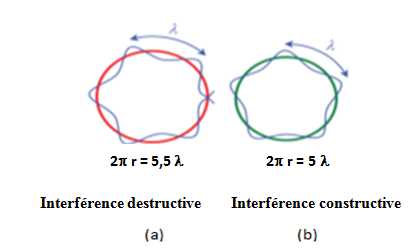 λ λ
2π r = 5,5 λ 2π r = 5 λ
Interférence destructive Interférence constructive
(a) (b)